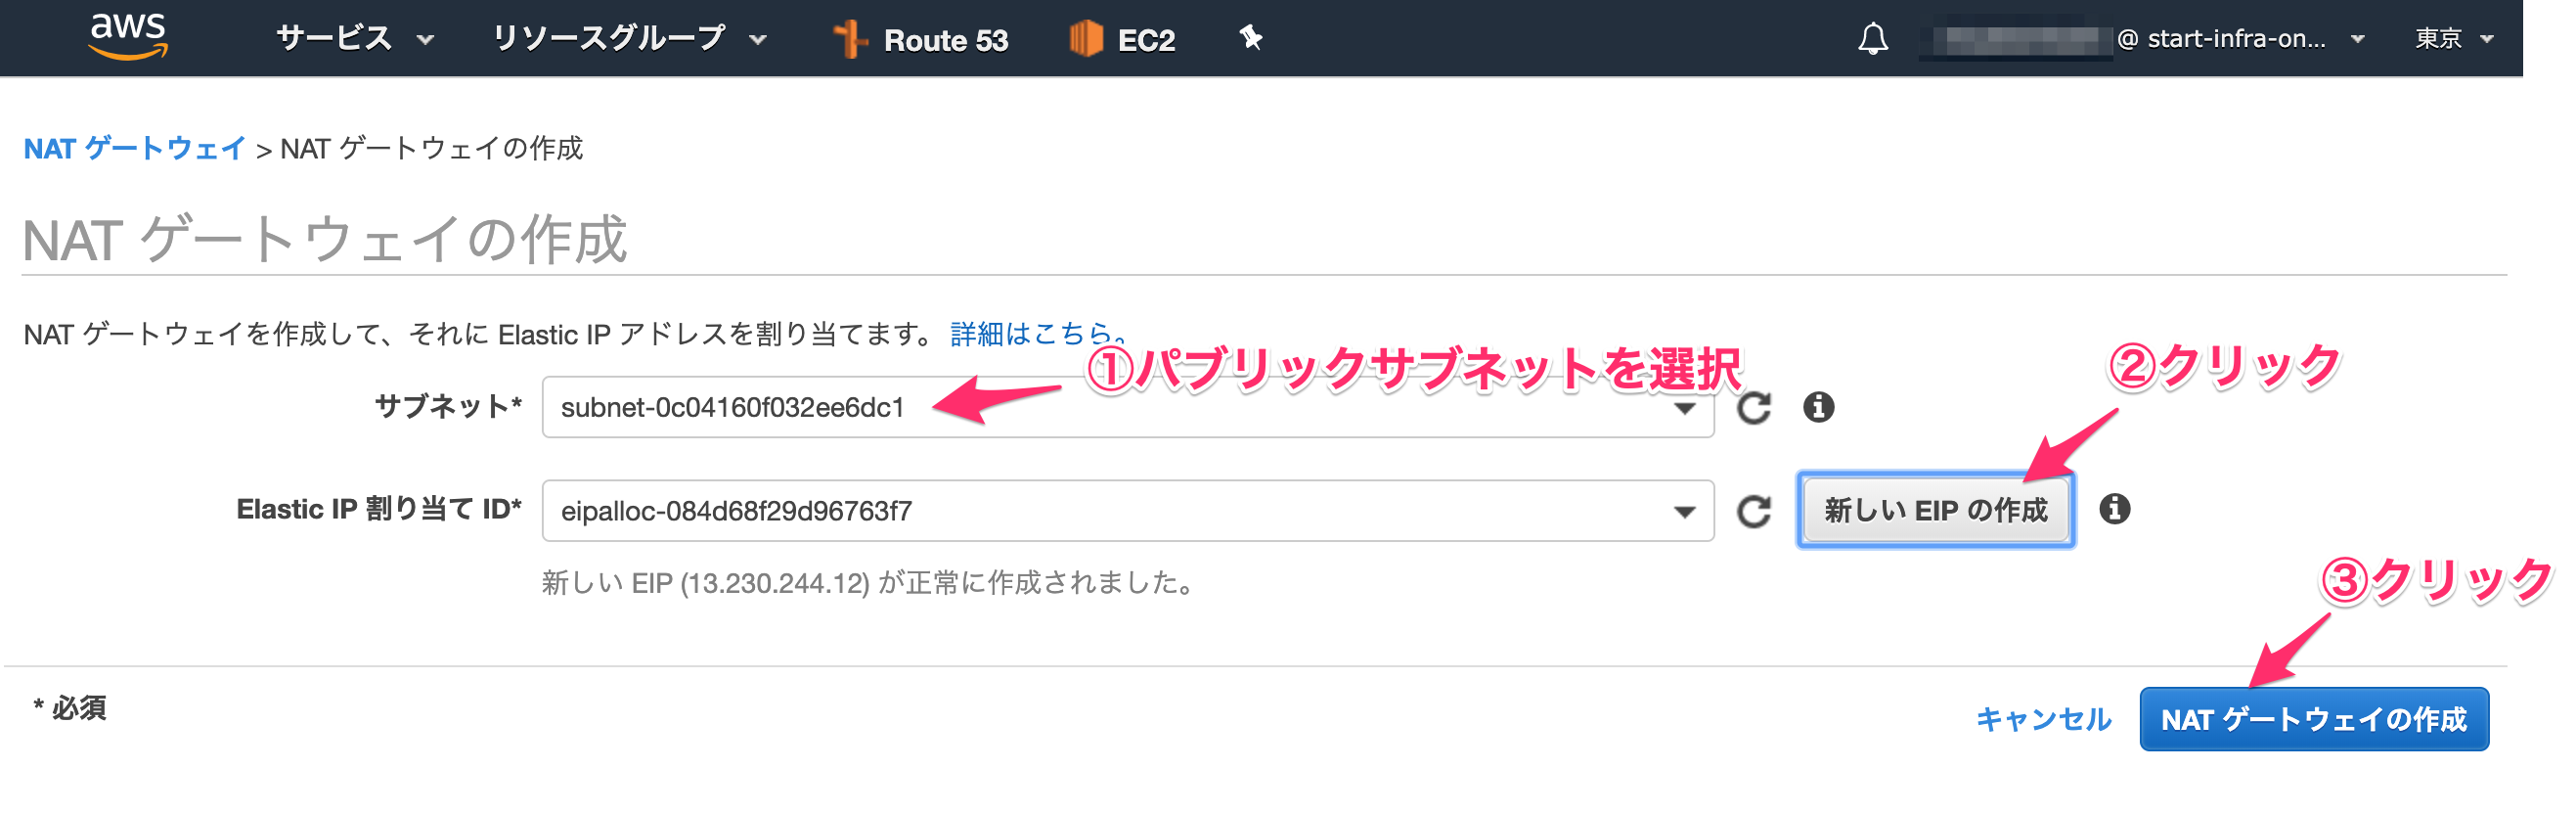 aws サービス リソースグループ Route 53 EC2 @ start-infra-on... 東京
NAT ゲートウェイ > NAT ゲートウェイの作成
NAT ゲートウェイの作成
NAT ゲートウェイを作成して、それに Elastic IP アドレスを割り当てます。 詳細はこちら。
①パブリックサブネットを選択
②クリック
サブネット* subnet-0c04160f032ee6dc1
Elastic IP 割り当て ID* eipalloc-084d68f29d96763f7 新しい EIP の作成
新しい EIP (13.230.244.12) が正常に作成されました。
③クリック
* 必須 キャンセル NAT ゲートウェイの作成